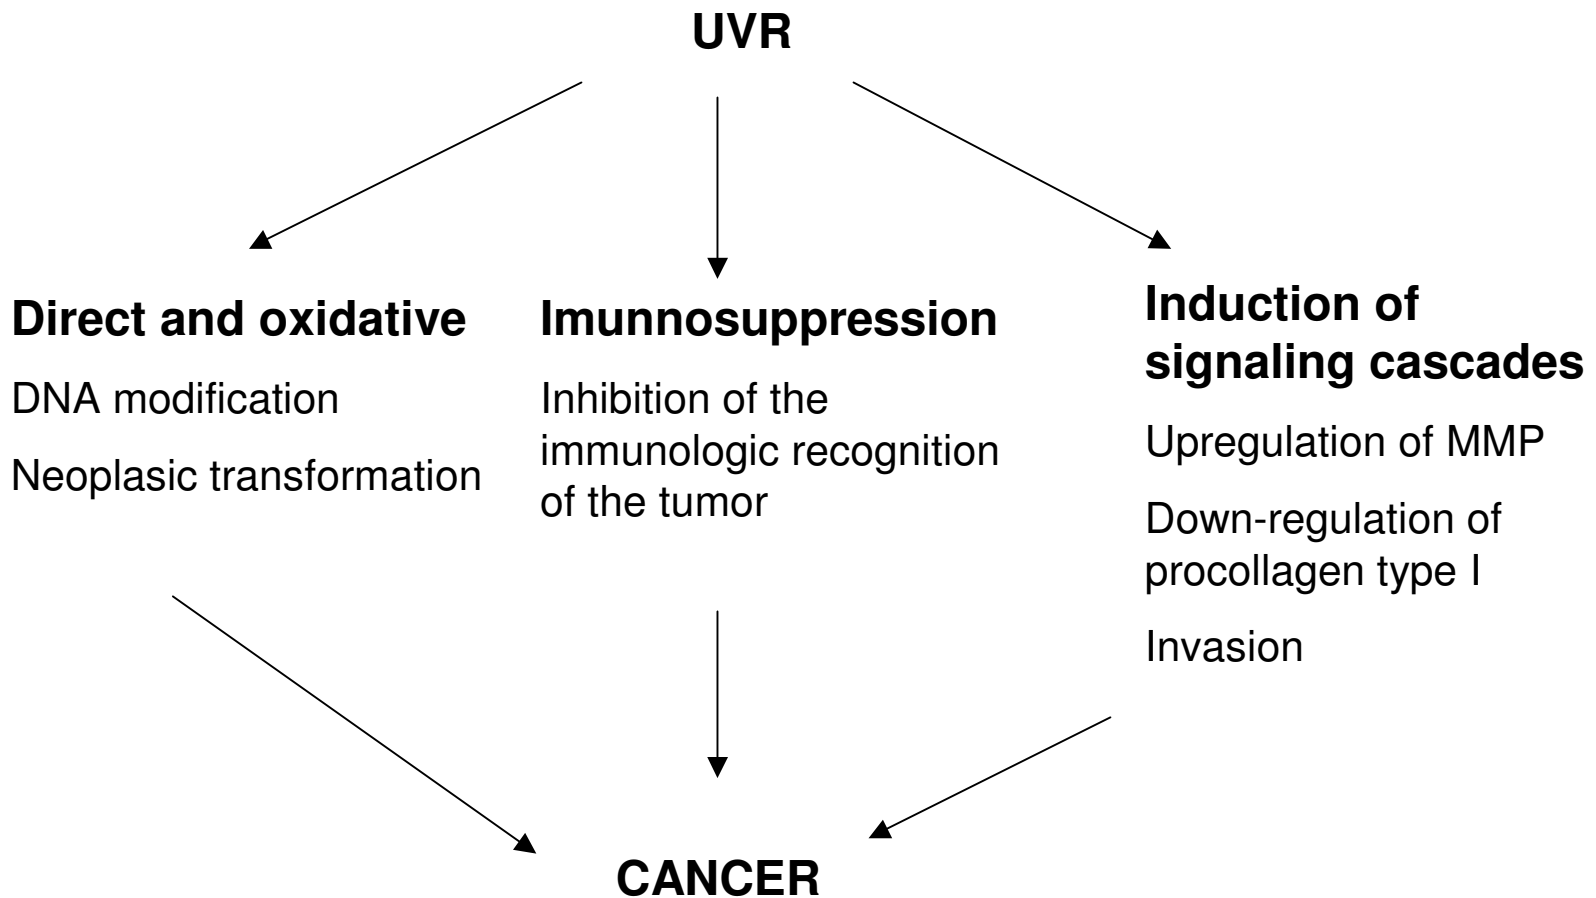 UVR
Direct and oxidative
DNA modification
Neoplasic transformation
Imunnosuppression
Inhibition of the
immunologic recognition
of the tumor
Induction of
signaling cascades
Upregulation of MMP
Down-regulation of
procollagen type I
Invasion
CANCER